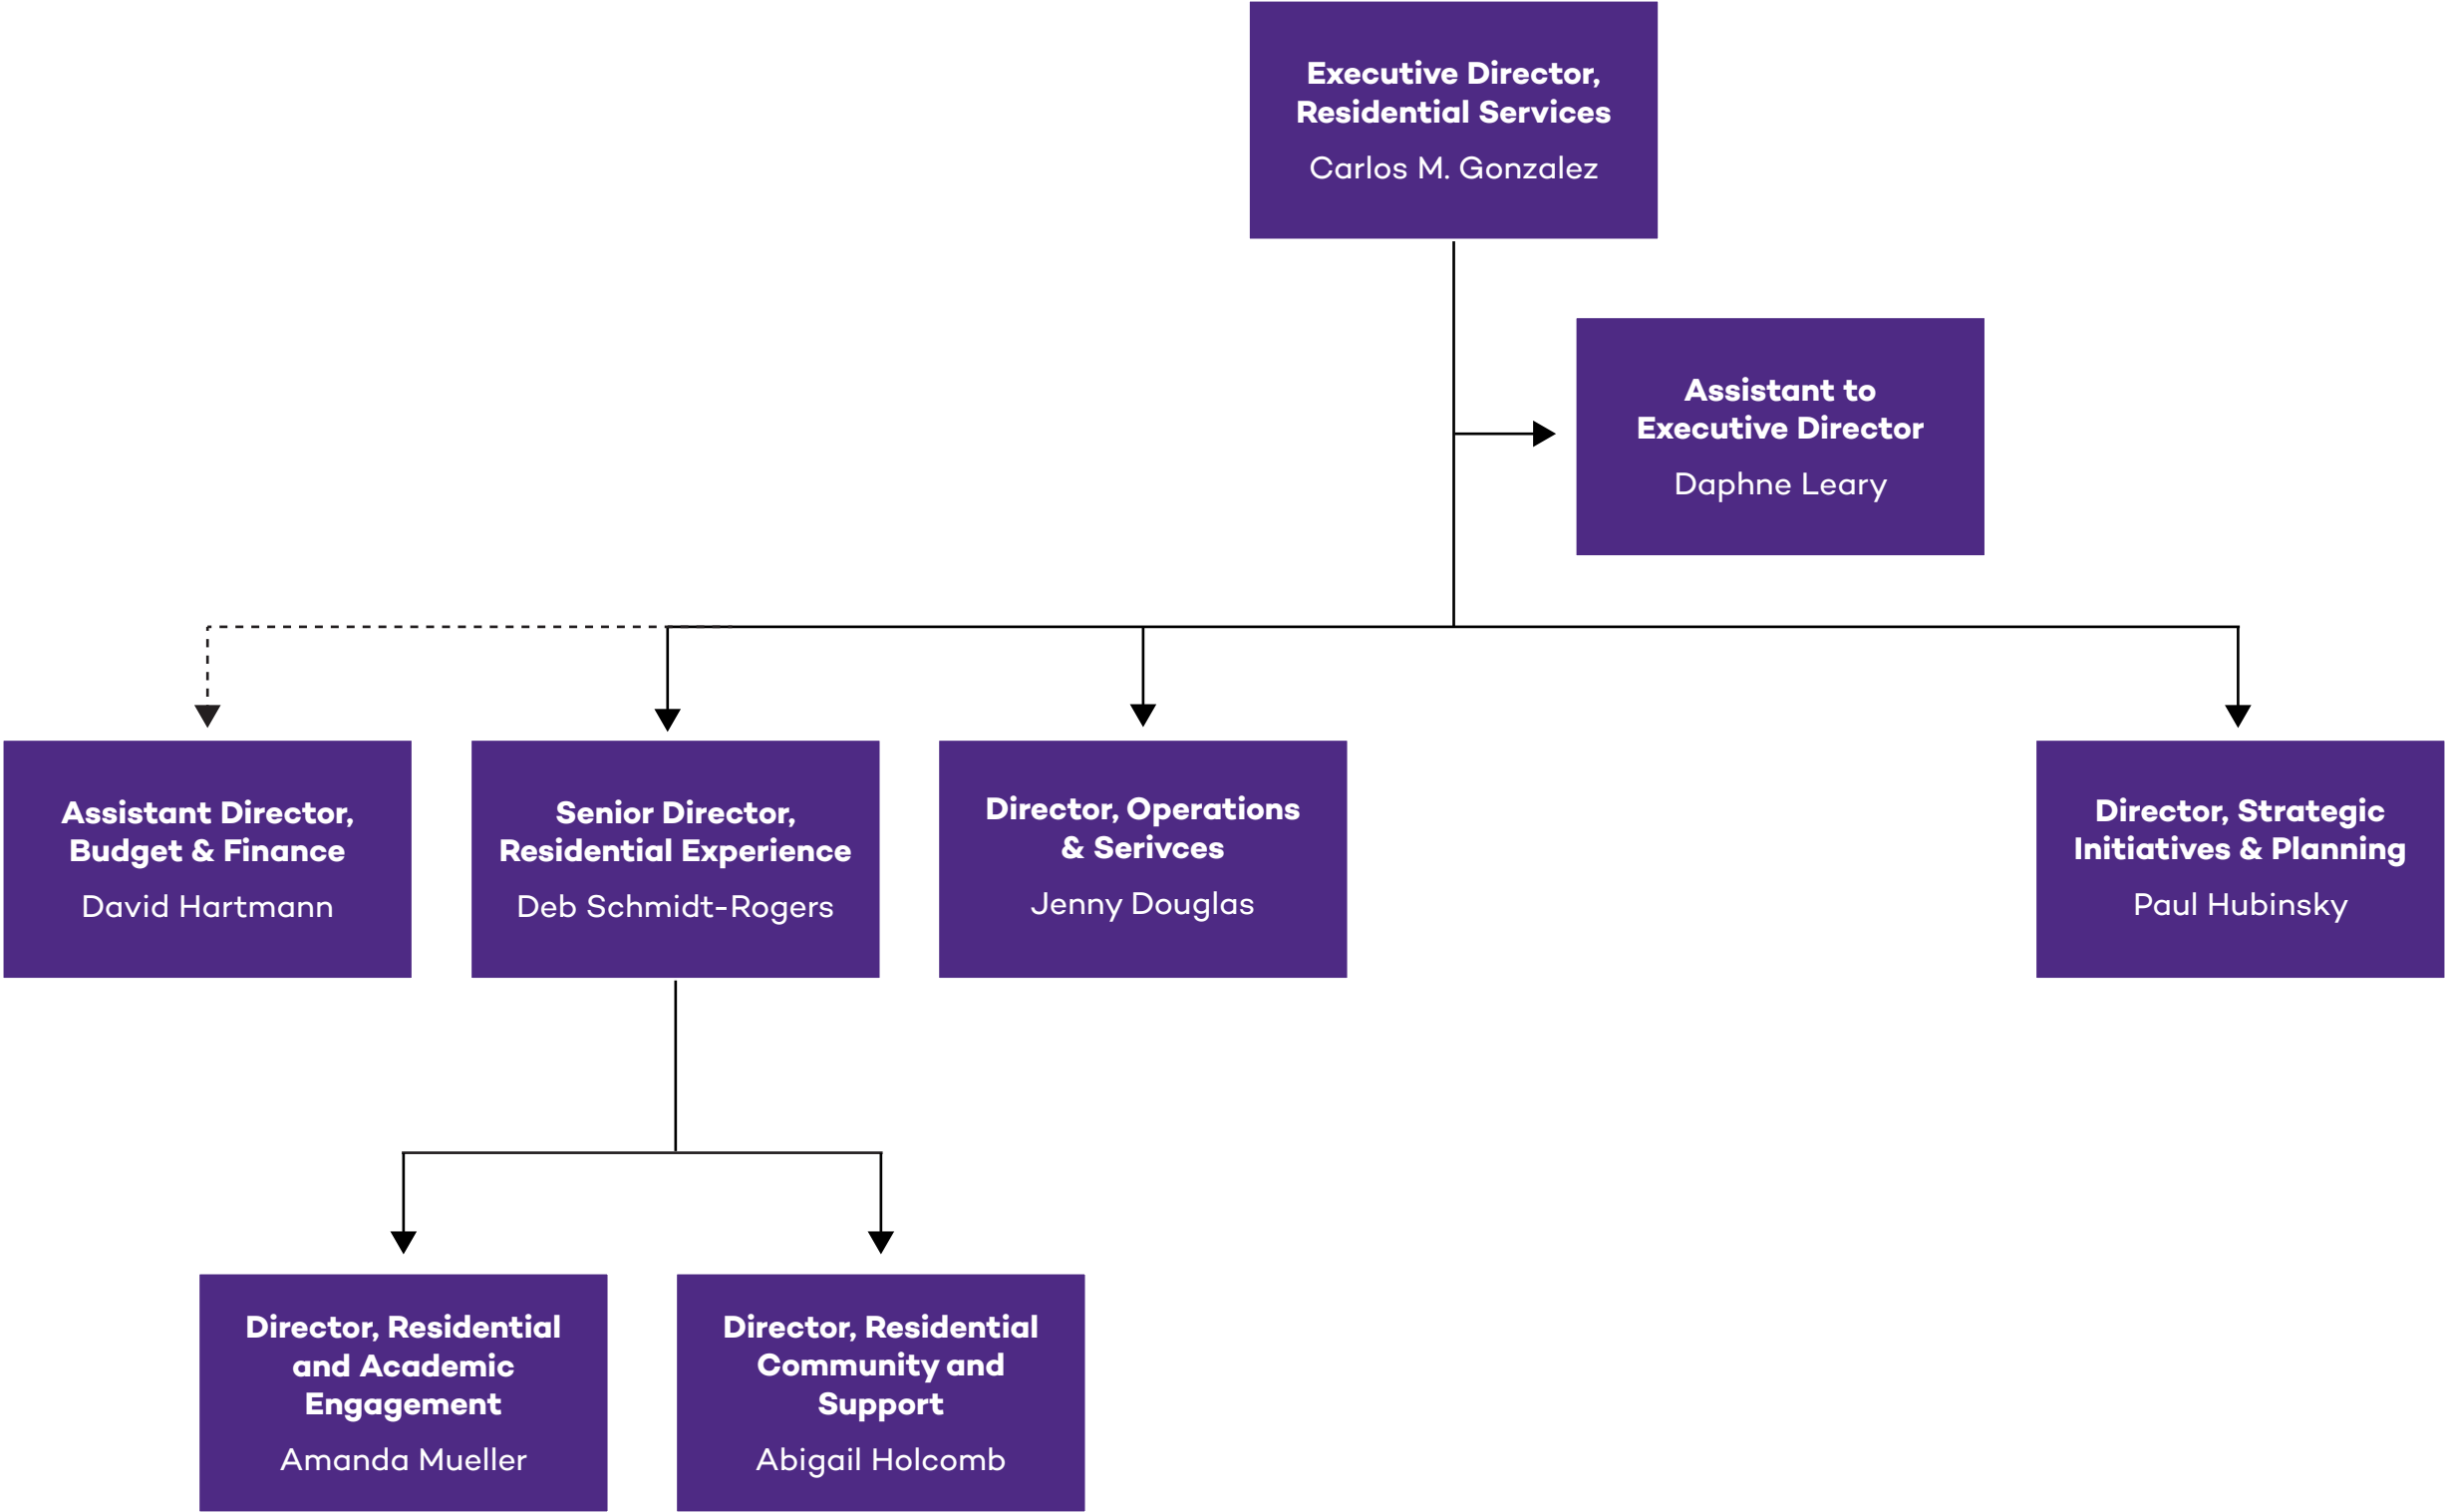 Executive Director,
Residential Services
Carlos M. Gonzalez
Assistant to
Executive Director
Daphne Leary
Assistant Director,
Budget & Finance
David Hartmann
Senior Director,
Residential Experience
Deb Schmidt-Rogers
Director, Operations
& Serivces
Jenny Douglas
Director, Strategic
Initiatives & Planning
Paul Hubinsky
Director, Residential
and Academic
Engagement
Amanda Mueller
Director, Residential
Community and
Support
Abigail Holcomb